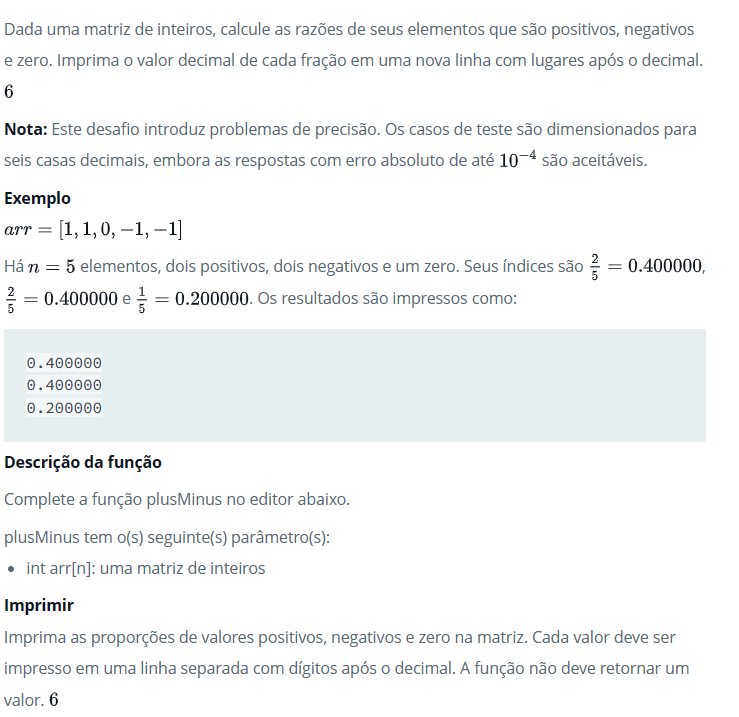 Dada uma matriz de inteiros, calcule as razões de seus elementos que são positivos, negativos
e zero. Imprima o valor decimal de cada fração em uma nova linha com lugares após o decimal.
6
Nota: Este desafio introduz problemas de precisão. Os casos de teste são dimensionados para
seis casas decimais, embora as respostas com erro absoluto de até 10⁻⁴ são aceitáveis.
Exemplo
arr = [1, 1, 0, −1, −1]
Há n = 5 elementos, dois positivos, dois negativos e um zero. Seus índices são 2/5 = 0.400000,
2/5 = 0.400000 e 1/5 = 0.200000. Os resultados são impressos como:
0.400000
0.400000
0.200000
Descrição da função
Complete a função plusMinus no editor abaixo.
plusMinus tem o(s) seguinte(s) parâmetro(s):
• int arr[n]: uma matriz de inteiros
Imprimir
Imprima as proporções de valores positivos, negativos e zero na matriz. Cada valor deve ser
impresso em uma linha separada com dígitos após o decimal. A função não deve retornar um
valor. 6